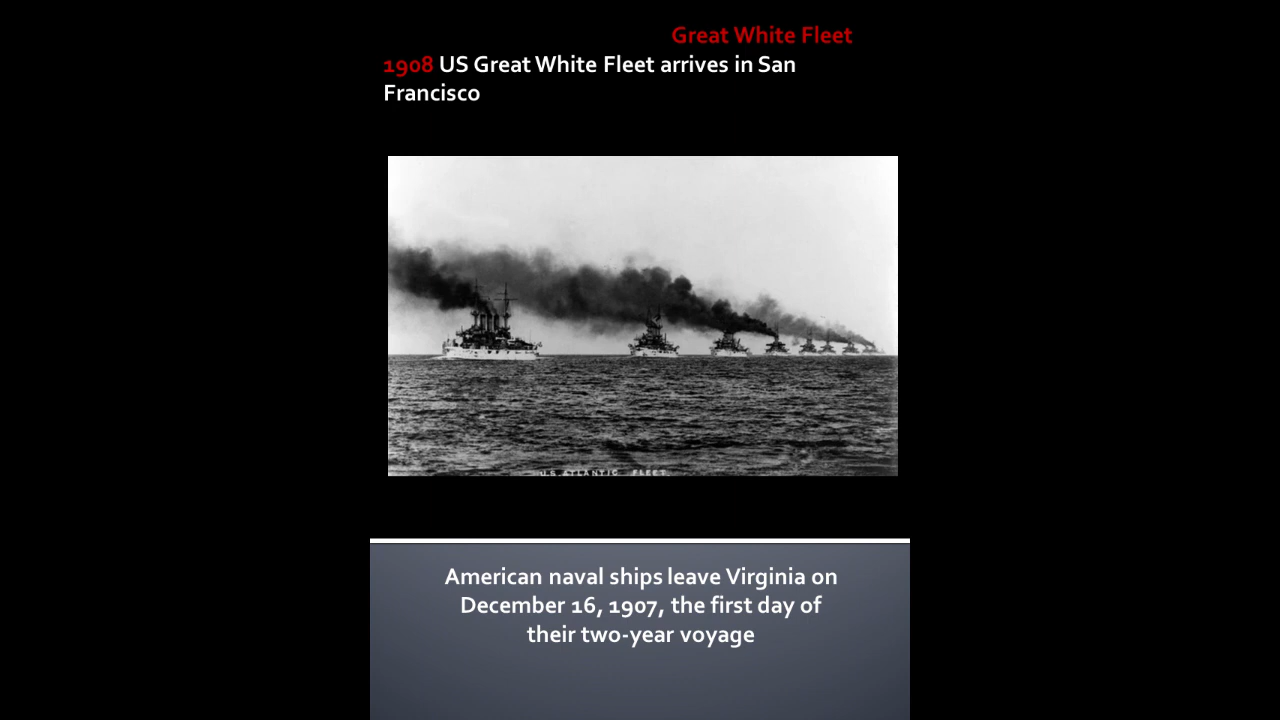 Great White Fleet
1908 US Great White Fleet arrives in San
Francisco
U.S. ATLANTIC FLEET.
American naval ships leave Virginia on
December 16, 1907, the first day of
their two-year voyage